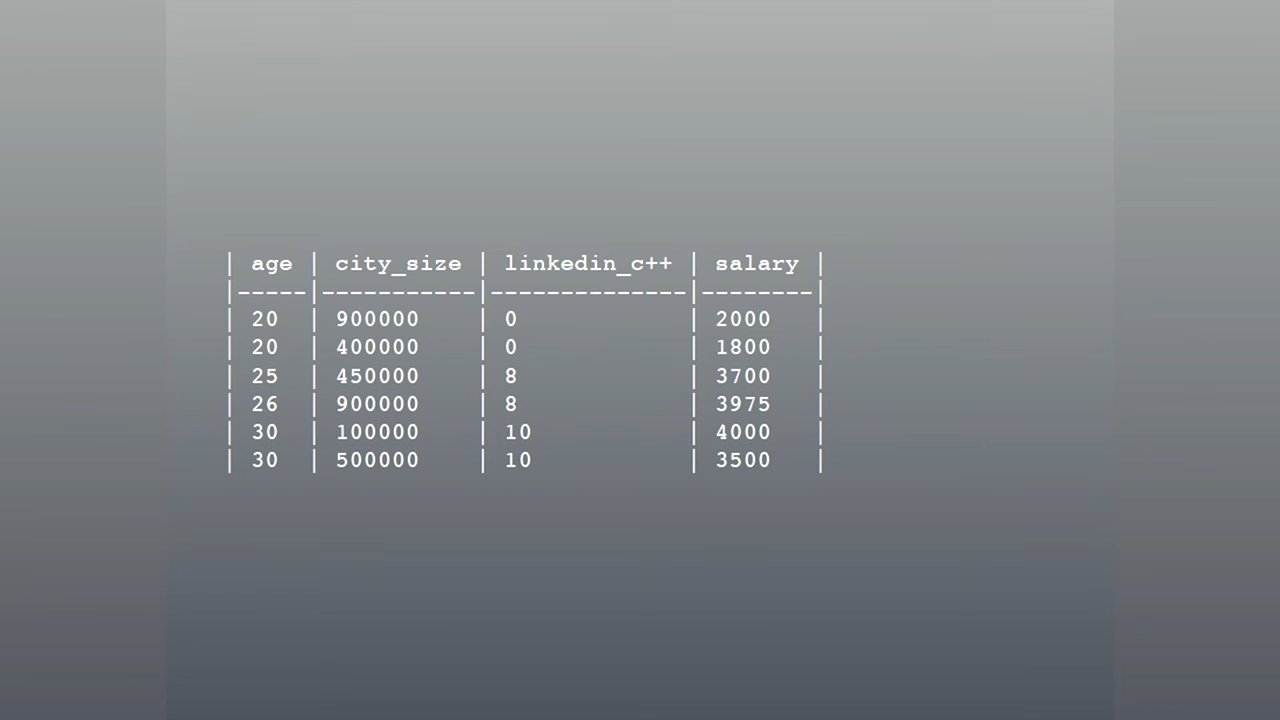 | age | city_size | linkedin_c++ | salary |
|-----|-----------|--------------|--------|
| 20 | 900000 | 0 | 2000 |
| 20 | 400000 | 0 | 1800 |
| 25 | 450000 | 8 | 3700 |
| 26 | 900000 | 8 | 3975 |
| 30 | 100000 | 10 | 4000 |
| 30 | 500000 | 10 | 3500 |